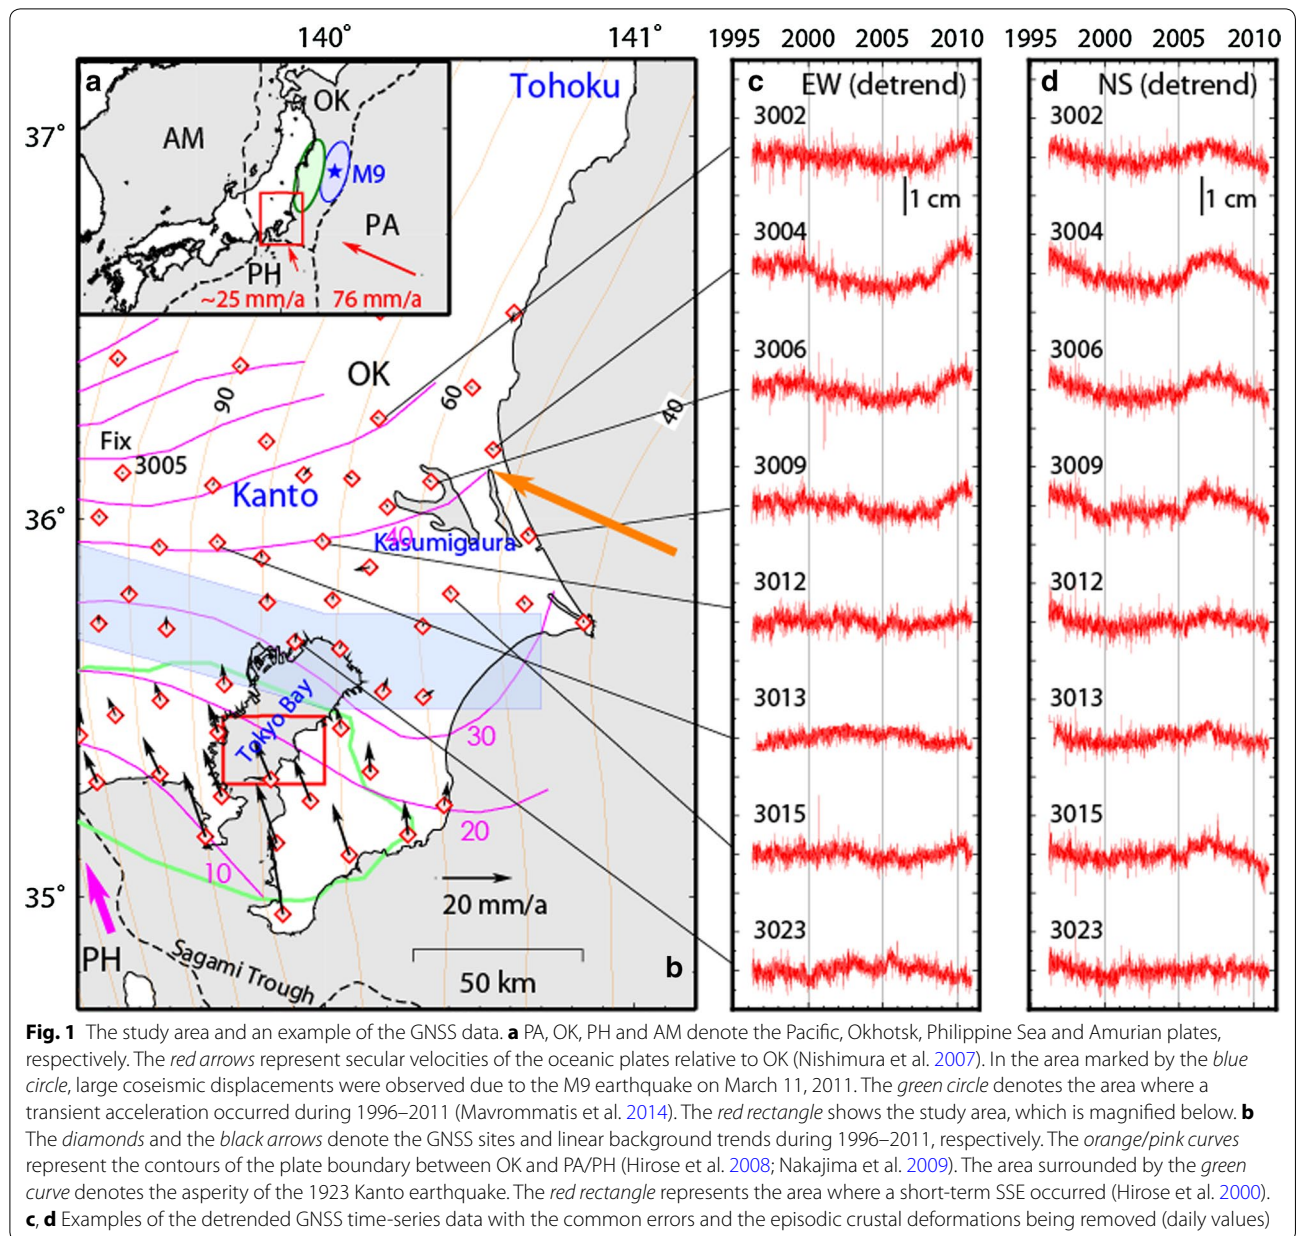 140°
141°
1995 2000 2005 2010
1995 2000 2005 2010
37°
36°
35°
a
OK
AM
M9
PA
PH
~25 mm/a
76 mm/a
Tohoku
OK
90
60
40
Fix
3005
Kanto
40
Kasumigaura
Tokyo Bay
30
20
10
20 mm/a
50 km
PH
Sagami Trough
b
c EW (detrend)
3002
1 cm
3004
3006
3009
3012
3013
3015
3023
d NS (detrend)
3002
1 cm
3004
3006
3009
3012
3013
3015
3023
Fig. 1 The study area and an example of the GNSS data. a PA, OK, PH and AM denote the Pacific, Okhotsk, Philippine Sea and Amurian plates,
respectively. The red arrows represent secular velocities of the oceanic plates relative to OK (Nishimura et al. 2007). In the area marked by the blue
circle, large coseismic displacements were observed due to the M9 earthquake on March 11, 2011. The green circle denotes the area where a
transient acceleration occurred during 1996–2011 (Mavrommatis et al. 2014). The red rectangle shows the study area, which is magnified below. b
The diamonds and the black arrows denote the GNSS sites and linear background trends during 1996–2011, respectively. The orange/pink curves
represent the contours of the plate boundary between OK and PA/PH (Hirose et al. 2008; Nakajima et al. 2009). The area surrounded by the green
curve denotes the asperity of the 1923 Kanto earthquake. The red rectangle represents the area where a short-term SSE occurred (Hirose et al. 2000).
c, d Examples of the detrended GNSS time-series data with the common errors and the episodic crustal deformations being removed (daily values)